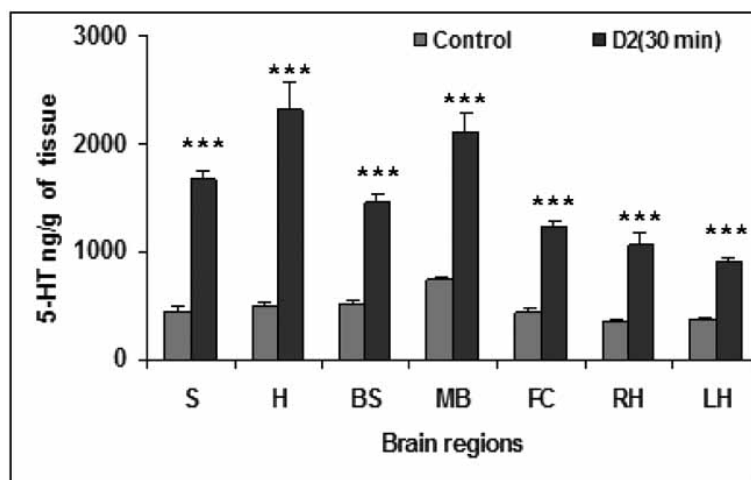 3000
2000
1000
0
5-HT ng/g of tissue
Control D2(30 min)
*** *** *** *** *** *** ***
S H BS MB FC RH LH
Brain regions